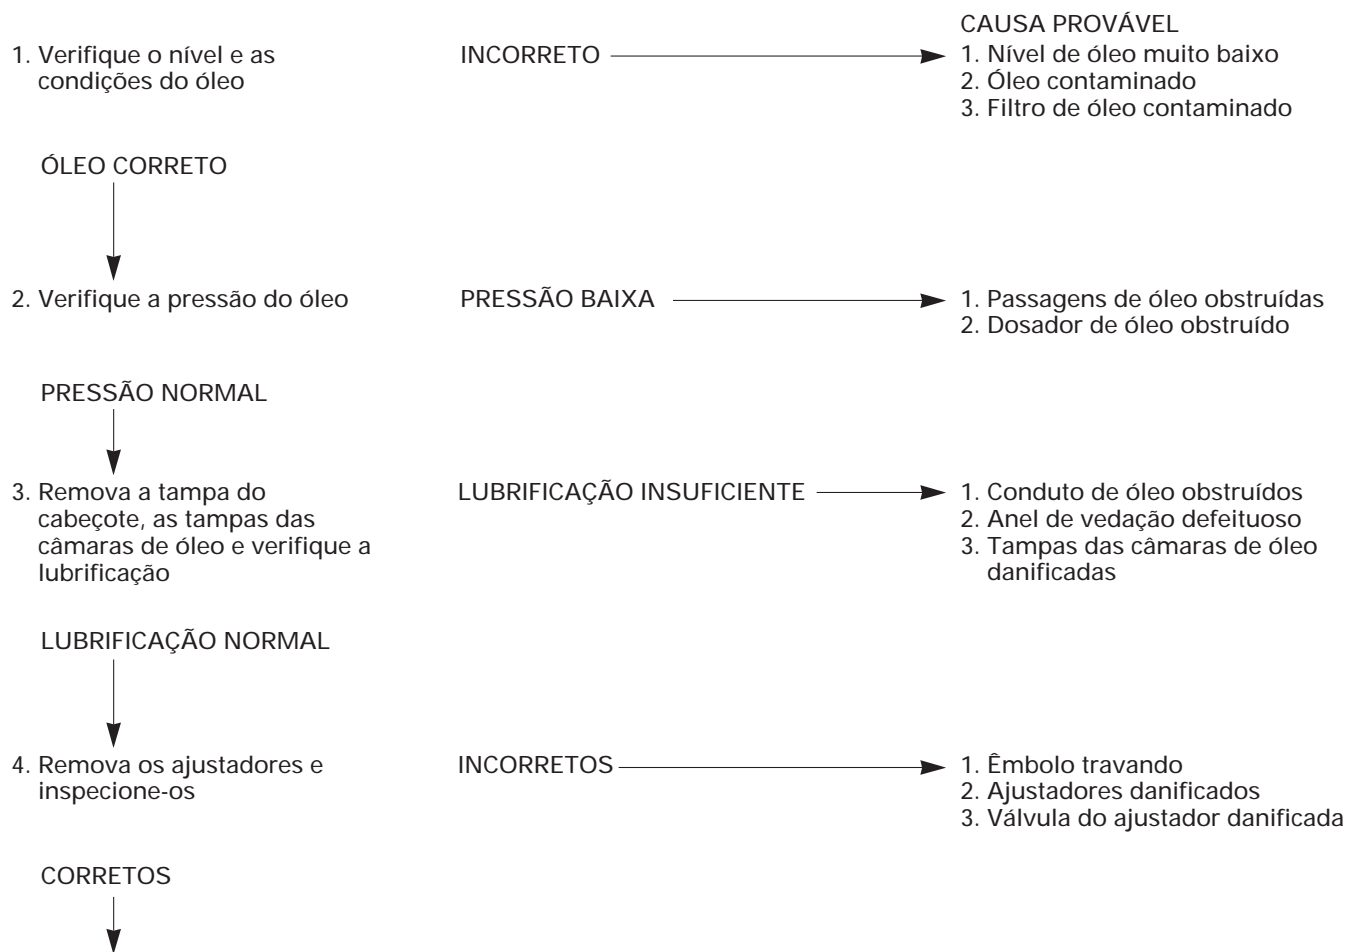 CAUSA PROVÁVEL
1. Verifique o nível e as
condições do óleo
INCORRETO
1. Nível de óleo muito baixo
2. Óleo contaminado
3. Filtro de óleo contaminado
ÓLEO CORRETO
2. Verifique a pressão do óleo
PRESSÃO BAIXA
1. Passagens de óleo obstruídas
2. Dosador de óleo obstruído
PRESSÃO NORMAL
3. Remova a tampa do
cabeçote, as tampas das
câmaras de óleo e verifique a
lubrificação
LUBRIFICAÇÃO INSUFICIENTE
1. Conduto de óleo obstruídos
2. Anel de vedação defeituoso
3. Tampas das câmaras de óleo
danificadas
LUBRIFICAÇÃO NORMAL
4. Remova os ajustadores e
inspecione-os
INCORRETOS
1. Êmbolo travando
2. Ajustadores danificados
3. Válvula do ajustador danificada
CORRETOS